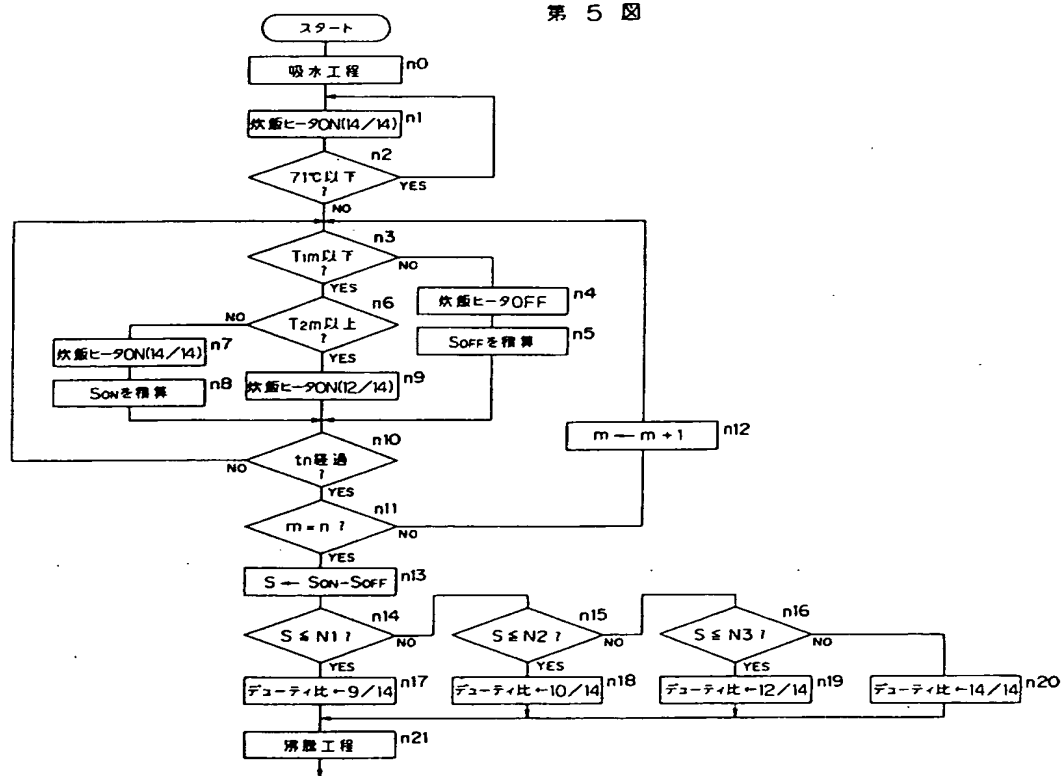 第 5 図
スタート
吸水工程 n0
炊飯ヒータON(14/14) n1
n2
71℃以下
?
YES
NO
n3
T1m以下
?
NO
YES
n6
T2m以上
?
NO
YES
炊飯ヒータOFF n4
SOFFを積算 n5
炊飯ヒータON(14/14) n7
SONを積算 n8
炊飯ヒータON(12/14) n9
n10
tn経過
?
NO
YES
m ← m + 1 n12
n11
m = n ?
NO
YES
S ← SON-SOFF n13
n14
S ≦ N1 ?
NO
YES
n15
S ≦ N2 ?
NO
YES
n16
S ≦ N3 ?
NO
YES
デューティ比←9/14 n17
デューティ比←10/14 n18
デューティ比←12/14 n19
デューティ比←14/14 n20
沸騰工程 n21